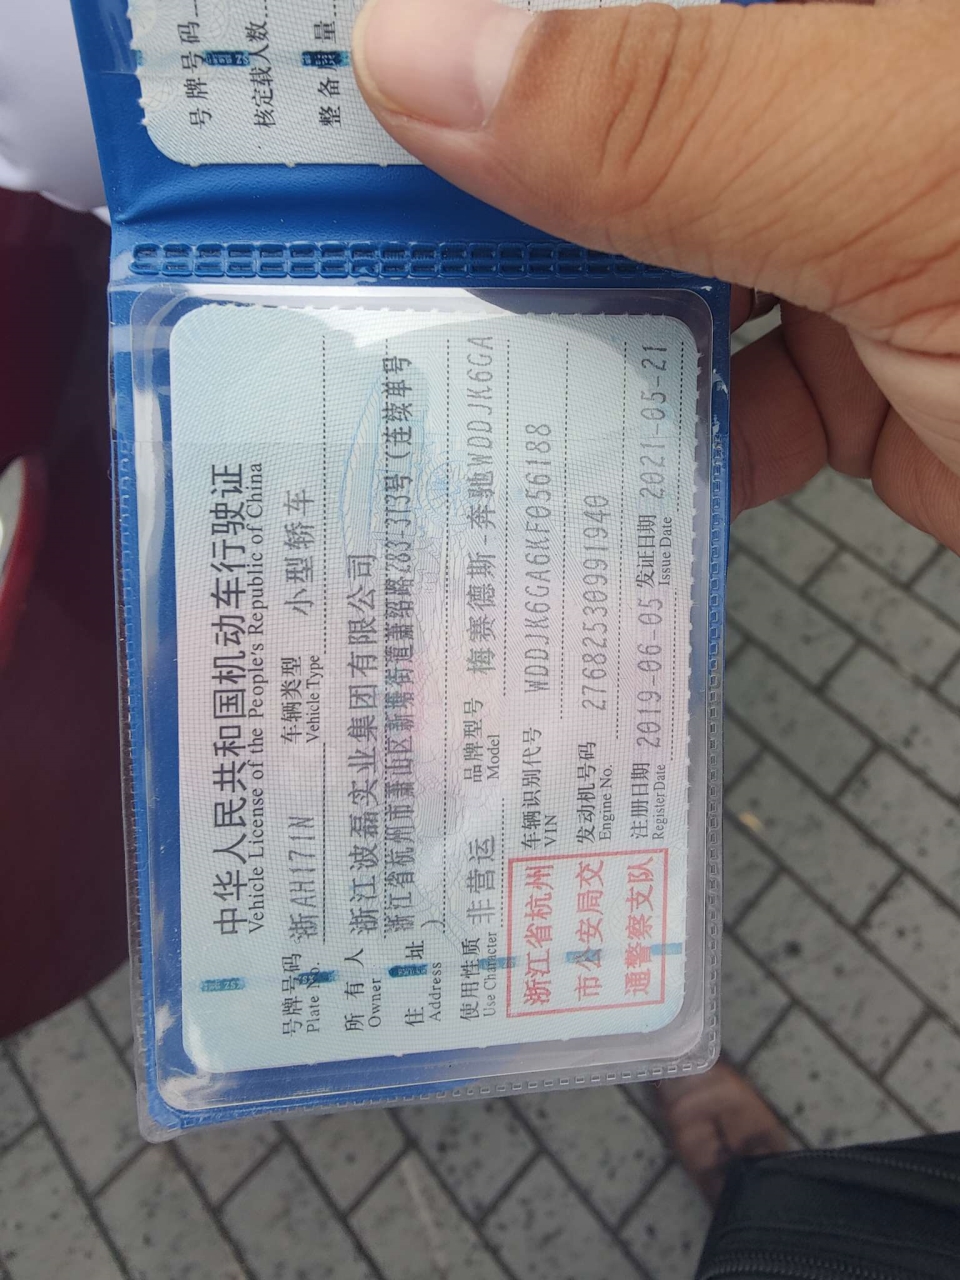 中华人民共和国机动车行驶证
Vehicle License of the People's Republic of China
号牌号码 浙AH171N 车辆类型 小型轿车
Plate No. Vehicle Type
所有人 浙江波磊实业集团有限公司
Owner
住址 浙江省杭州市萧山区新塘街道萧绍路283-313号(连续单号
Address )
使用性质 非营运 品牌型号 梅赛德斯-奔驰WDDJK6GA
Use Character Model
浙江省杭州
市公安局交
通警察支队
车辆识别代号 WDDJK6GA6KF056188
VIN
发动机号码 27682530991940
Engine No.
注册日期 2019-06-05 发证日期 2021-05-21
Register Date Issue Date
号牌号码
核定载人数
整备质量